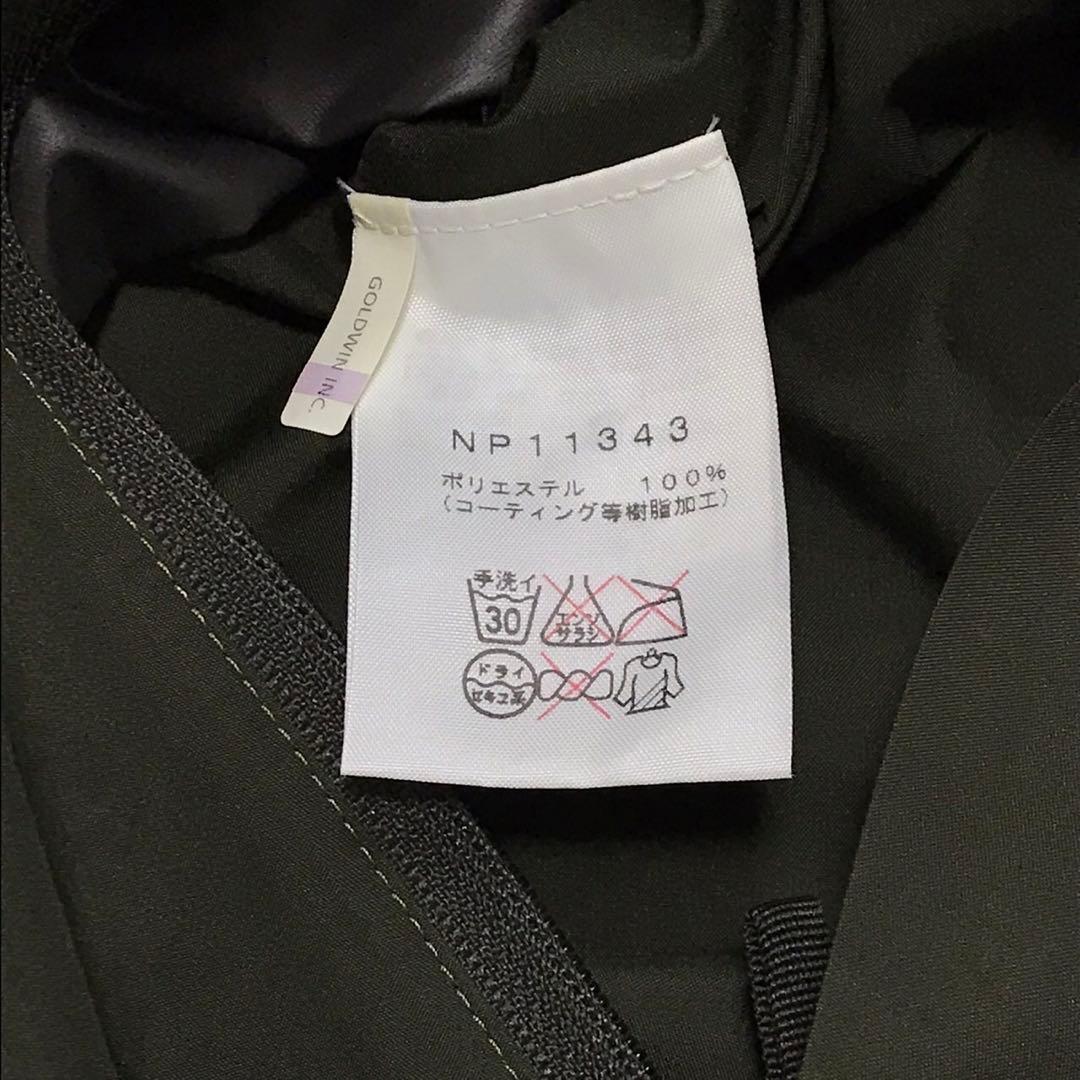 GOLDWIN INC.
NP11343
ポリエステル 100%
(コーティング等樹脂加工)
手洗イ
30
エンソ
サラシ
ドライ
セキユ系